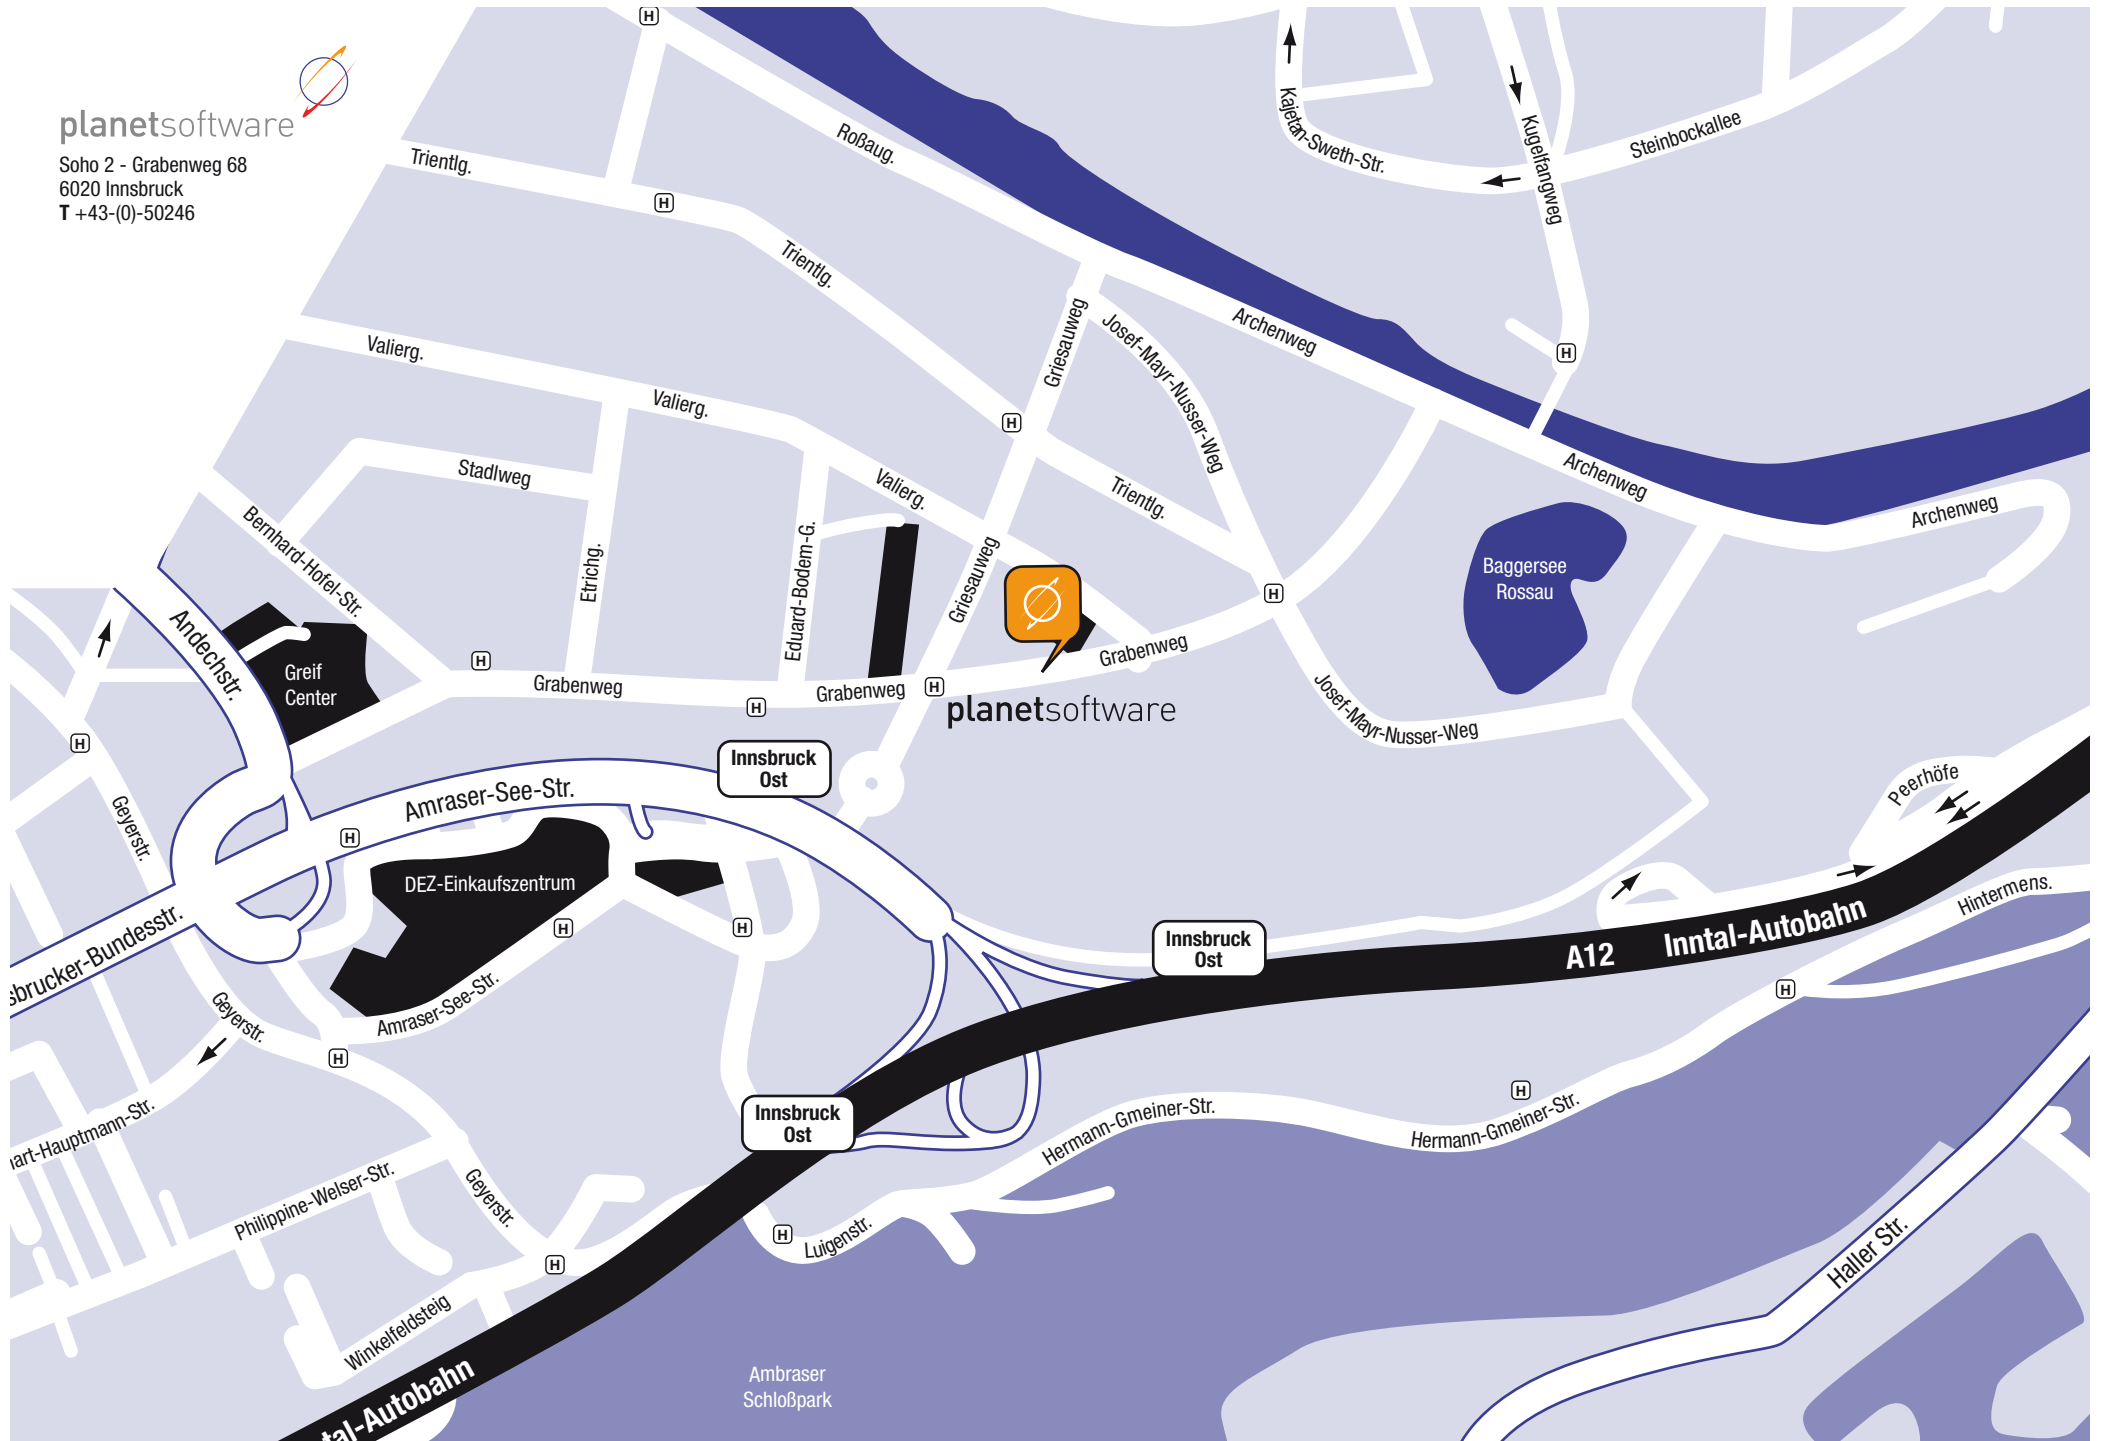 planetsoftware
Soho 2 - Grabenweg 68
6020 Innsbruck
T +43-(0)-50246
H
Roßaug.
Kajetan-Sweth-Str.
Kugelfangweg
Steinbockallee
Trientlg.
H
Trientlg.
Griesauweg
Josef-Mayr-Nusser-Weg
Archenweg
H
Valierg.
Valierg.
H
Stadlweg
Valierg.
Trientlg.
Archenweg
Archenweg
Bernhard-Hofel-Str.
Etrichg.
Eduard-Bodem-G.
Griesauweg
Baggersee
Rossau
H
Andechstr.
Greif
Center
H
Grabenweg
H
Grabenweg
H
Grabenweg
planetsoftware
Josef-Mayr-Nusser-Weg
H
Geyerstr.
H
Amraser-See-Str.
Innsbruck
Ost
Peerhöfe
DEZ-Einkaufszentrum
H
H
sbrucker-Bundesstr.
Geyerstr.
Amraser-See-Str.
H
Innsbruck
Ost
A12 Inntal-Autobahn
Hintermens.
H
art-Hauptmann-Str.
Philippine-Welser-Str.
Geyerstr.
H
Innsbruck
Ost
Hermann-Gmeiner-Str.
H
Hermann-Gmeiner-Str.
H
Luigenstr.
Haller Str.
Winkelfeldsteig
tal-Autobahn
Ambraser
Schloßpark